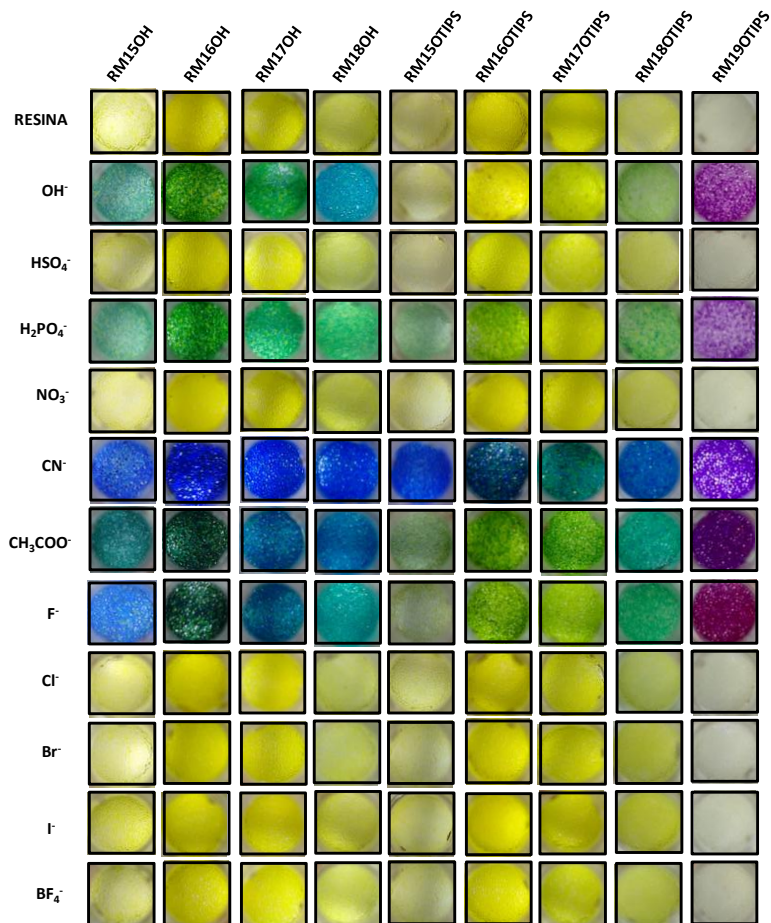 RM15OH RM16OH RM17OH RM18OH RM15OTIPS RM16OTIPS RM17OTIPS RM18OTIPS RM19OTIPS
RESINA
OH⁻
HSO₄⁻
H₂PO₄⁻
NO₃⁻
CN⁻
CH₃COO⁻
F⁻
Cl⁻
Br⁻
I⁻
BF₄⁻